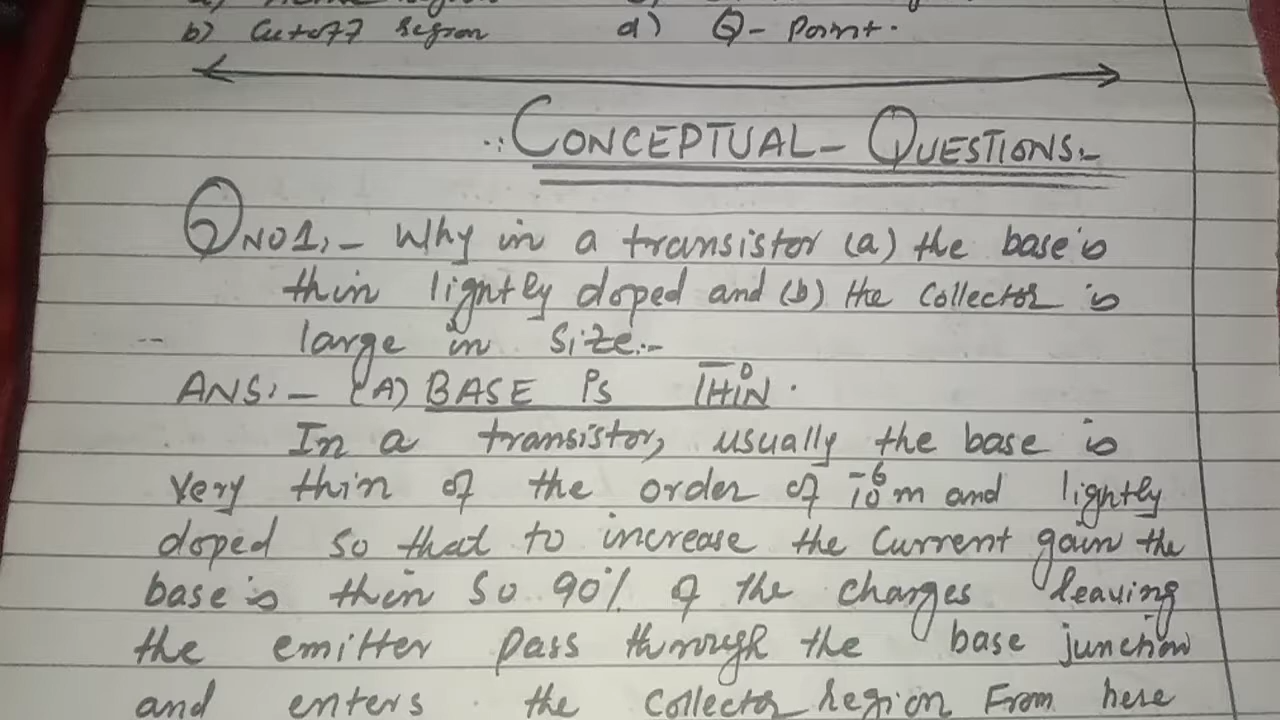 b) Cutoff region d) Q- Point.
CONCEPTUAL- QUESTIONS:-
Q NO1:- Why in a transistor (a) the base is
thin lightly doped and (b) the collector is
large in size:-
ANS:- (A) BASE is THIN.
In a transistor, usually the base is
very thin of the order of 10^-6 m and lightly
doped so that to increase the current gain the
base is thin so 90% of the charges leaving
the emitter pass through the base junction
and enters the collector region From here